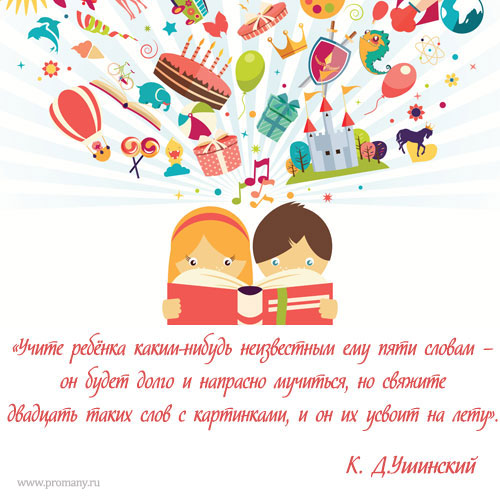 «Учите ребёнка каким-нибудь неизвестным ему пяти словам –
он будет долго и напрасно мучиться, но свяжите
двадцать таких слов с картинками, и он их усвоит на лету».
К. Д.Ушинский
www.promany.ru